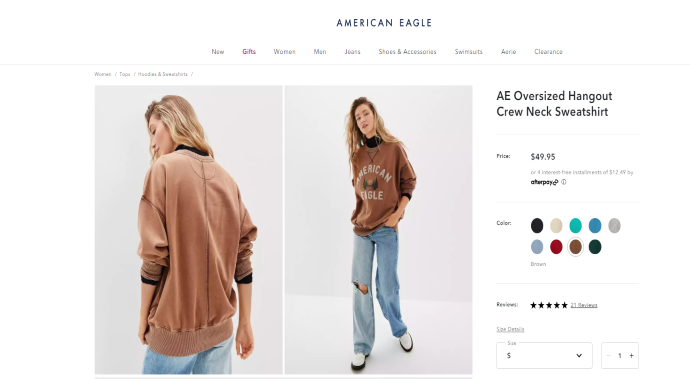 AMERICAN EAGLE
New Gifts Women Men Jeans Shoes & Accessories Swimsuits Aerie Clearance
Women / Tops / Hoodies & Sweatshirts /
AE Oversized Hangout
Crew Neck Sweatshirt
Price: $49.95
or 4 interest-free installments of $12.49 by
afterpay
Color:
Brown
Reviews: 21 Reviews
Size Details
Size
S
− 1 +
AMERICAN
EAGLE